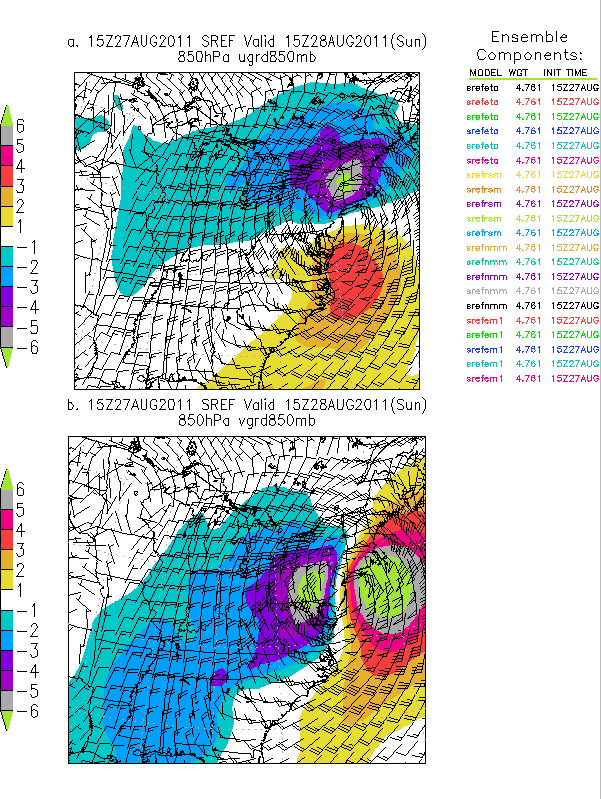 a. 15Z27AUG2011 SREF Valid 15Z28AUG2011(Sun)
850hPa ugrd850mb
6
5
4
3
2
1
−1
−2
−3
−4
−5
−6
b. 15Z27AUG2011 SREF Valid 15Z28AUG2011(Sun)
850hPa vgrd850mb
6
5
4
3
2
1
−1
−2
−3
−4
−5
−6
Ensemble
Components:
MODEL WGT INIT TIME
srefeta 4.761 15Z27AUG
srefeta 4.761 15Z27AUG
srefeta 4.761 15Z27AUG
srefeta 4.761 15Z27AUG
srefeta 4.761 15Z27AUG
srefeta 4.761 15Z27AUG
srefrsm 4.761 15Z27AUG
srefrsm 4.761 15Z27AUG
srefrsm 4.761 15Z27AUG
srefrsm 4.761 15Z27AUG
srefrsm 4.761 15Z27AUG
srefnmm 4.761 15Z27AUG
srefnmm 4.761 15Z27AUG
srefnmm 4.761 15Z27AUG
srefnmm 4.761 15Z27AUG
srefnmm 4.761 15Z27AUG
srefem1 4.761 15Z27AUG
srefem1 4.761 15Z27AUG
srefem1 4.761 15Z27AUG
srefem1 4.761 15Z27AUG
srefem1 4.761 15Z27AUG